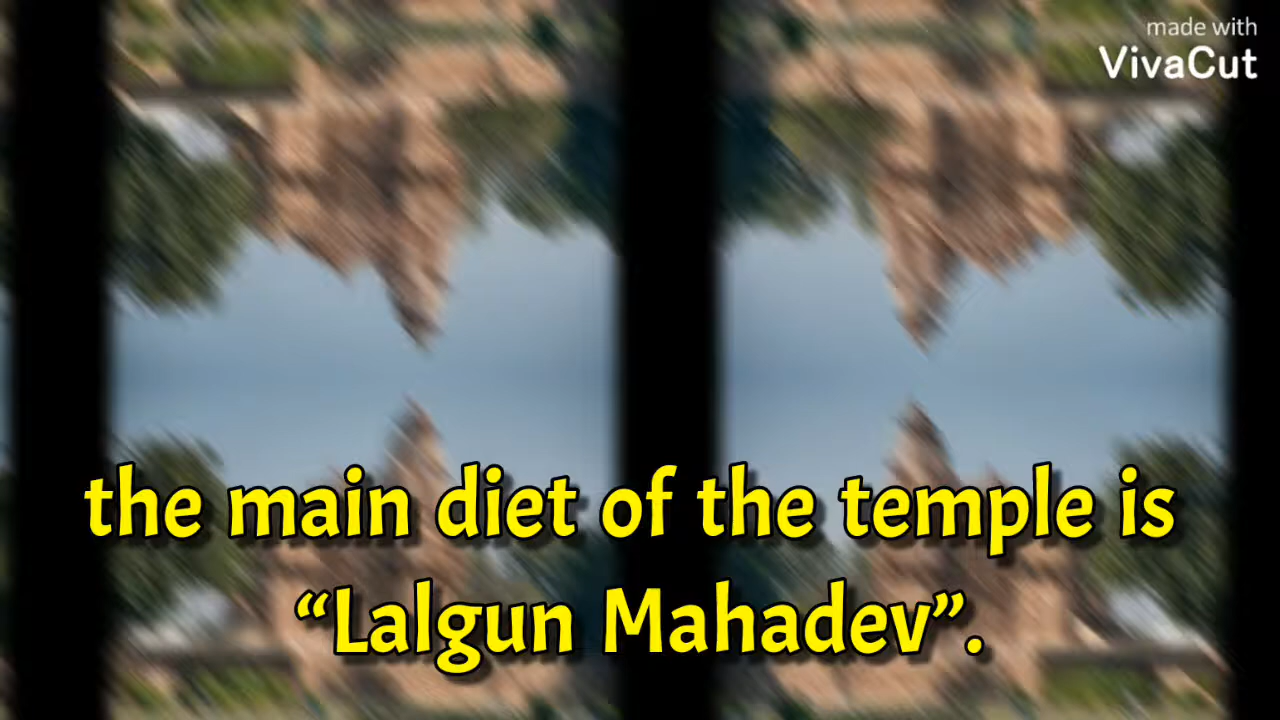 made with
VivaCut
the main diet of the temple is
“Lalgun Mahadev”.